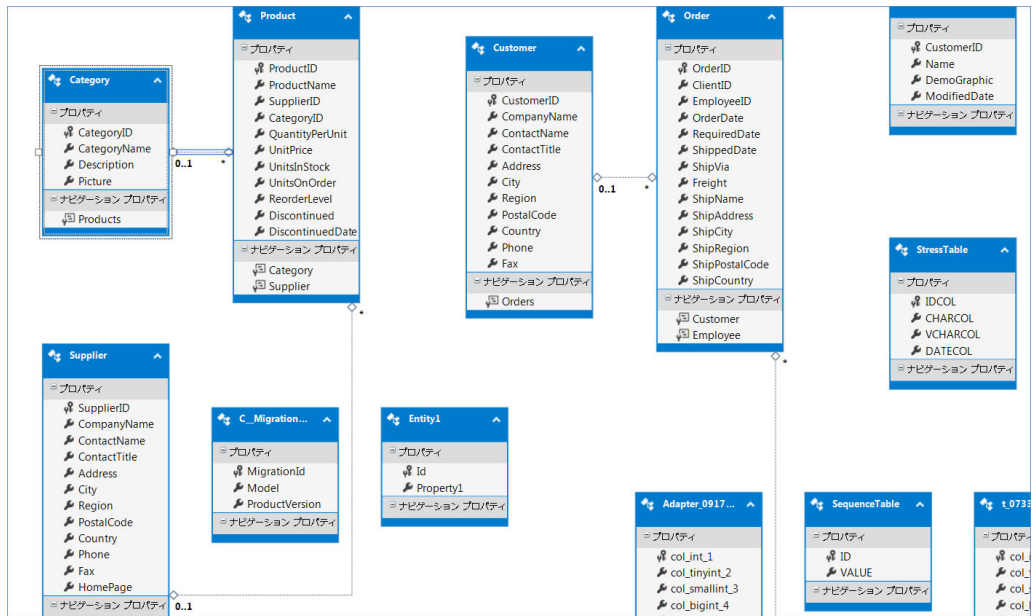 Category
プロパティ
CategoryID
CategoryName
Description
Picture
ナビゲーション プロパティ
Products
0..1
*
Product
プロパティ
ProductID
ProductName
SupplierID
CategoryID
QuantityPerUnit
UnitPrice
UnitsInStock
UnitsOnOrder
ReorderLevel
Discontinued
DiscontinuedDate
ナビゲーション プロパティ
Category
Supplier
*
Customer
プロパティ
CustomerID
CompanyName
ContactName
ContactTitle
Address
City
Region
PostalCode
Country
Phone
Fax
ナビゲーション プロパティ
Orders
0..1
*
Order
プロパティ
OrderID
ClientID
EmployeeID
OrderDate
RequiredDate
ShippedDate
ShipVia
Freight
ShipName
ShipAddress
ShipCity
ShipRegion
ShipPostalCode
ShipCountry
ナビゲーション プロパティ
Customer
Employee
*
プロパティ
CustomerID
Name
DemoGraphic
ModifiedDate
ナビゲーション プロパティ
StressTable
プロパティ
IDCOL
CHARCOL
VCHARCOL
DATECOL
ナビゲーション プロパティ
Supplier
プロパティ
SupplierID
CompanyName
ContactName
ContactTitle
Address
City
Region
PostalCode
Country
Phone
Fax
HomePage
ナビゲーション プロパティ
0..1
C__Migration...
プロパティ
MigrationId
Model
ProductVersion
ナビゲーション プロパティ
Entity1
プロパティ
Id
Property1
ナビゲーション プロパティ
Adapter_0917...
プロパティ
col_int_1
col_tinyint_2
col_smallint_3
col_bigint_4
SequenceTable
プロパティ
ID
VALUE
ナビゲーション プロパティ
t_0733
プロパティ